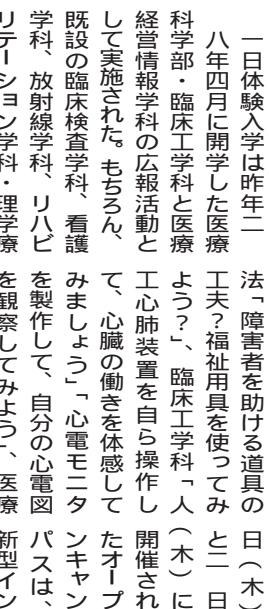 一日体験入学は昨年二
八年四月に開学した医療
科学部・臨床工学科と医療
経営情報学科の広報活動と
して実施された。もちろん、
既設の臨床検査学科、看護
学科、放射線学科、リハビ
リテーション学科・理学療
法「障害者を助ける道具の
工夫?福祉用具を使ってみ
よう?」、臨床工学科「人
工心肺装置を自ら操作し
て、心臓の働きを体感して
みましょう」「心電モニタ
を製作して、自分の心電図
を観察してみよう」、医療
日(木)
と二 日
(木)に
開催され
たオープ
ンキャン
パスは、
新型イン